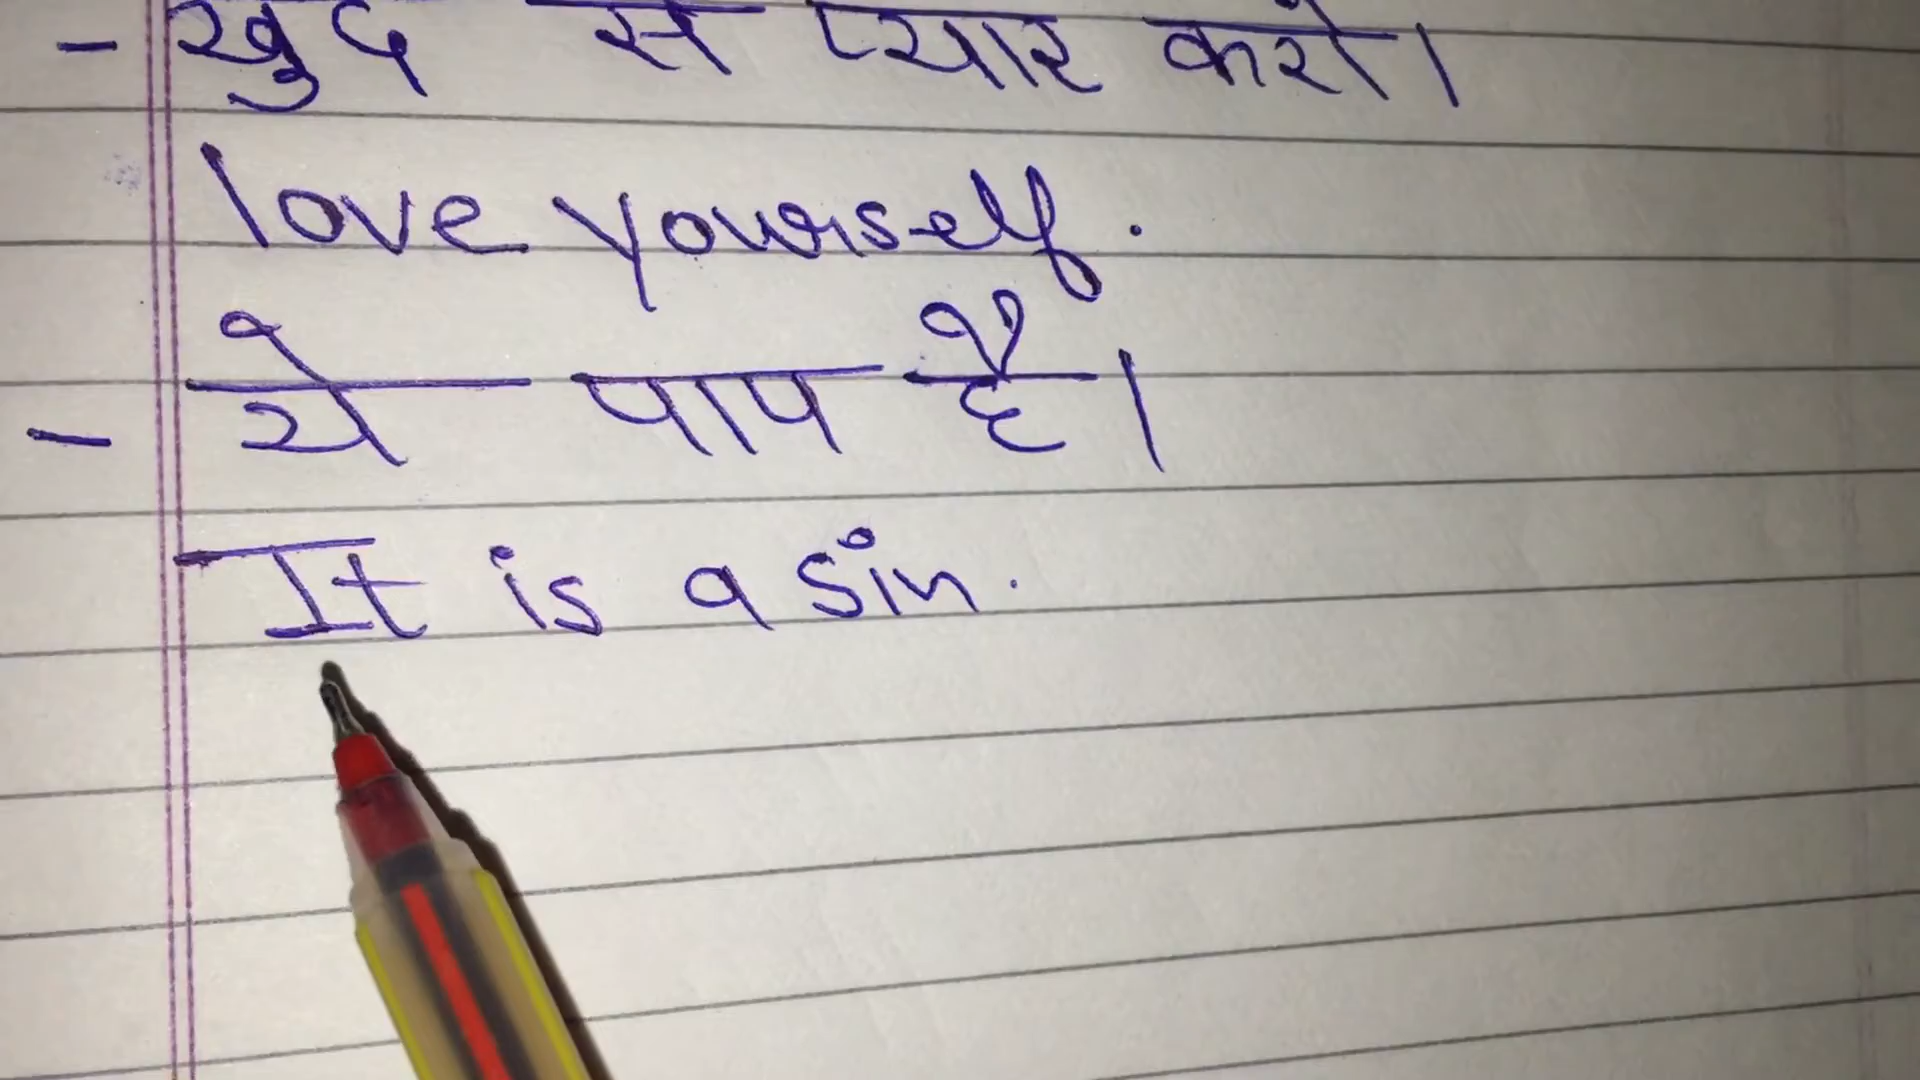 - खुद से प्यार करो।
love yourself.
- ये पाप है।
It is a sin.